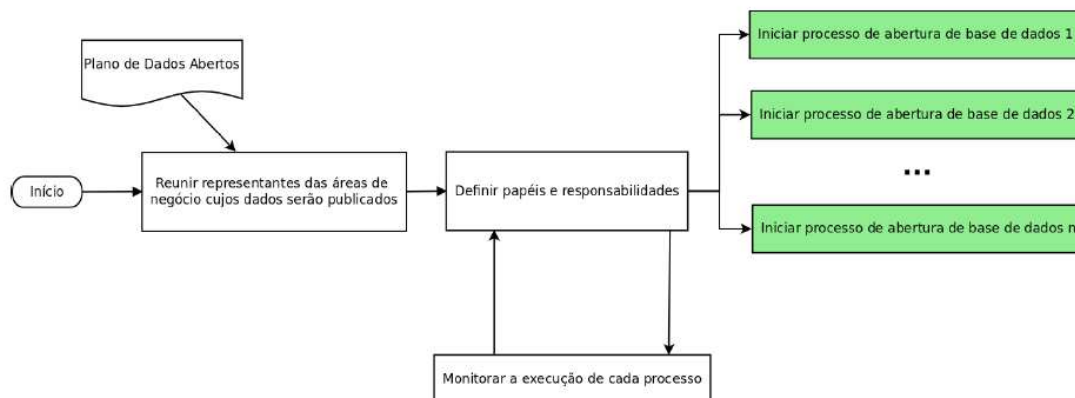 Plano de Dados Abertos
Início
Reunir representantes das áreas de
negócio cujos dados serão publicados
Definir papéis e responsabilidades
Monitorar a execução de cada processo
Iniciar processo de abertura de base de dados 1
Iniciar processo de abertura de base de dados 2
...
Iniciar processo de abertura de base de dados n